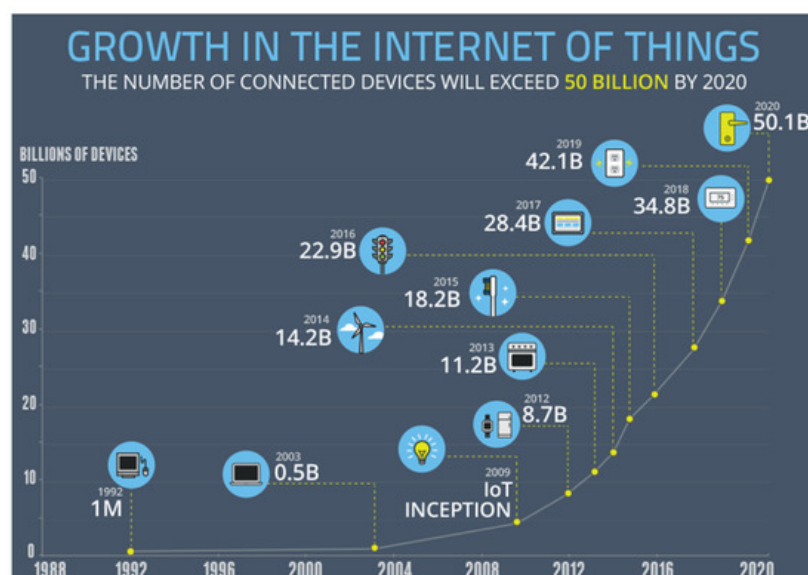 GROWTH IN THE INTERNET OF THINGS
THE NUMBER OF CONNECTED DEVICES WILL EXCEED 50 BILLION BY 2020
BILLIONS OF DEVICES
50
40
30
20
10
0
1992
1M
2003
0.5B
2009
IoT
INCEPTION
2012
8.7B
2013
11.2B
2014
14.2B
2015
18.2B
2016
22.9B
2017
28.4B
2018
34.8B
75
2019
42.1B
2020
50.1B
1988 1992 1996 2000 2004 2008 2012 2016 2020